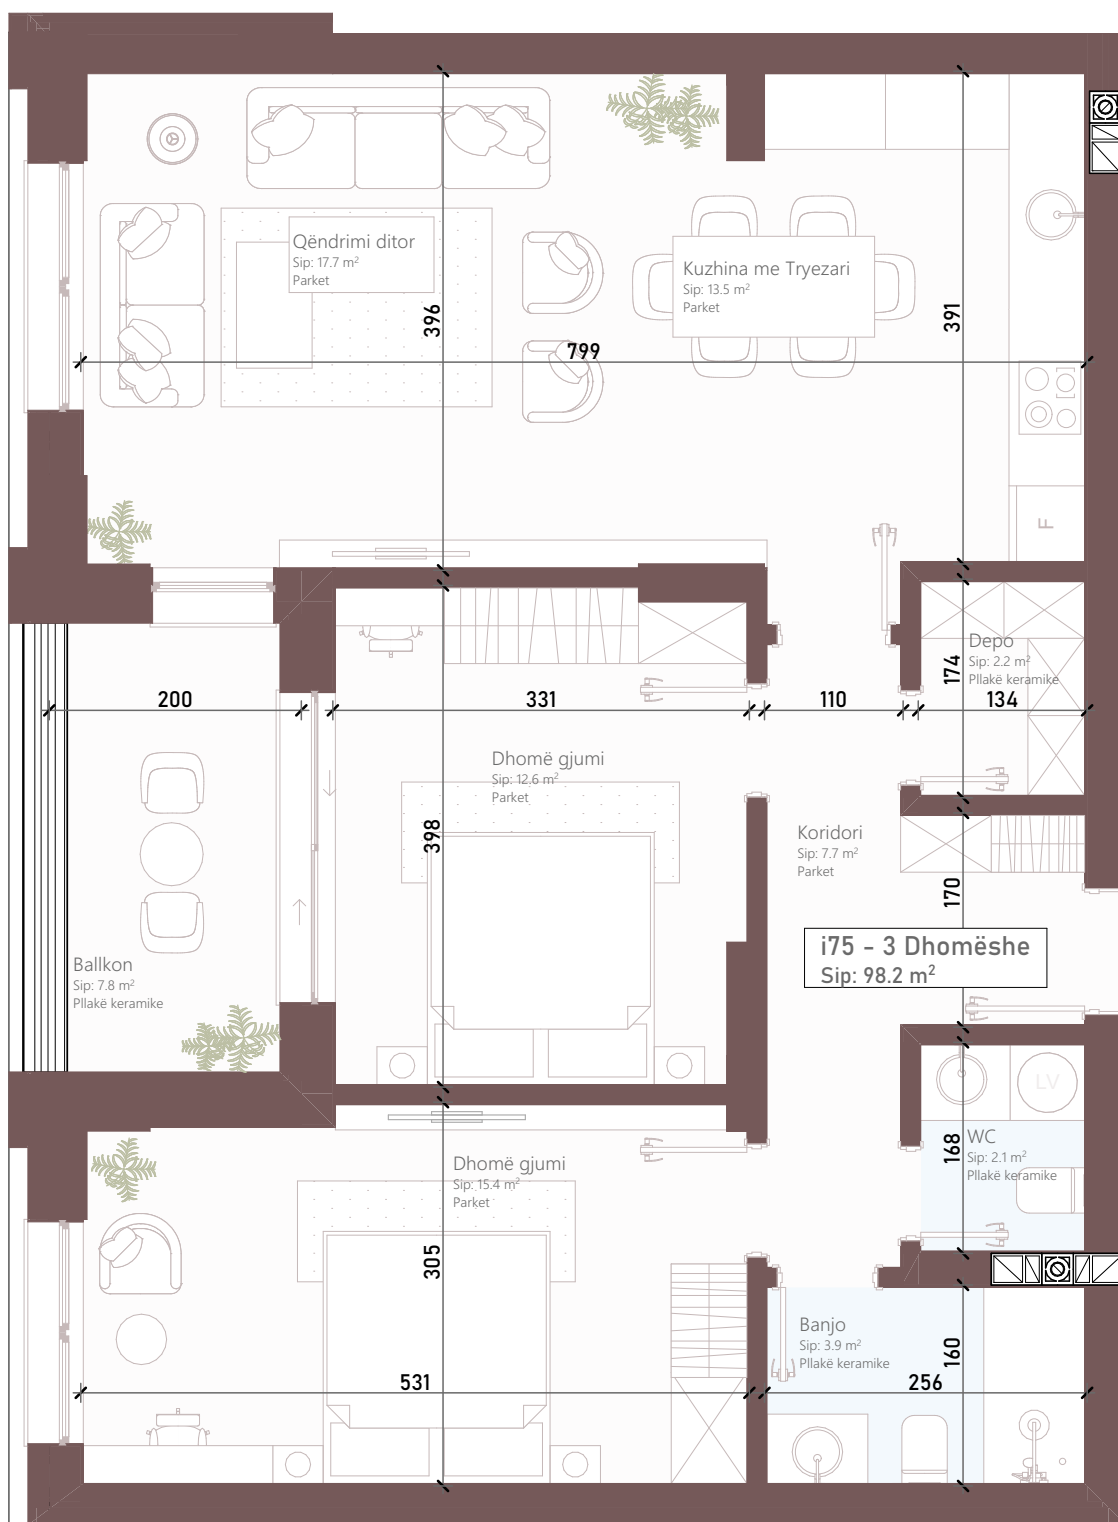 Qëndrimi ditor
Sip: 17.7 m²
Parket
Kuzhina me Tryezari
Sip: 13.5 m²
Parket
396
391
799
F
Depo
Sip: 2.2 m²
Pllakë keramike
174
200
331
110
134
Dhomë gjumi
Sip: 12.6 m²
Parket
398
Koridori
Sip: 7.7 m²
Parket
170
i75 - 3 Dhomëshe
Sip: 98.2 m²
Ballkon
Sip: 7.8 m²
Pllakë keramike
LV
WC
Sip: 2.1 m²
Pllakë keramike
168
Dhomë gjumi
Sip: 15.4 m²
Parket
305
Banjo
Sip: 3.9 m²
Pllakë keramike
160
531
256